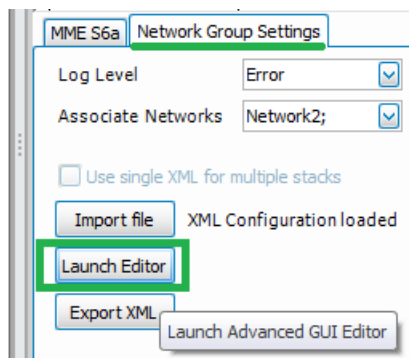 MME S6a Network Group Settings
Log Level Error
Associate Networks Network2;
Use single XML for multiple stacks
Import file XML Configuration loaded
Launch Editor
Export XML
Launch Advanced GUI Editor